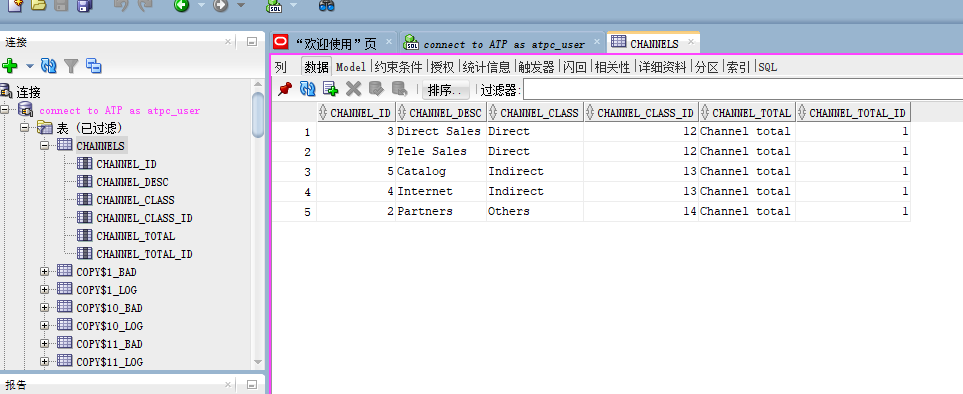 连接
连接
connect to ATP as atpc_user
表 (已过滤)
CHANNELS
CHANNEL_ID
CHANNEL_DESC
CHANNEL_CLASS
CHANNEL_CLASS_ID
CHANNEL_TOTAL
CHANNEL_TOTAL_ID
COPY$1_BAD
COPY$1_LOG
COPY$10_BAD
COPY$10_LOG
COPY$11_BAD
COPY$11_LOG
报告
“欢迎使用”页 connect to ATP as atpc_user CHANNELS
列 数据 Model 约束条件 授权 统计信息 触发器 闪回 相关性 详细资料 分区 索引 SQL
排序.. 过滤器:
CHANNEL_ID CHANNEL_DESC CHANNEL_CLASS CHANNEL_CLASS_ID CHANNEL_TOTAL CHANNEL_TOTAL_ID
1 3 Direct Sales Direct 12 Channel total 1
2 9 Tele Sales Direct 12 Channel total 1
3 5 Catalog Indirect 13 Channel total 1
4 4 Internet Indirect 13 Channel total 1
5 2 Partners Others 14 Channel total 1